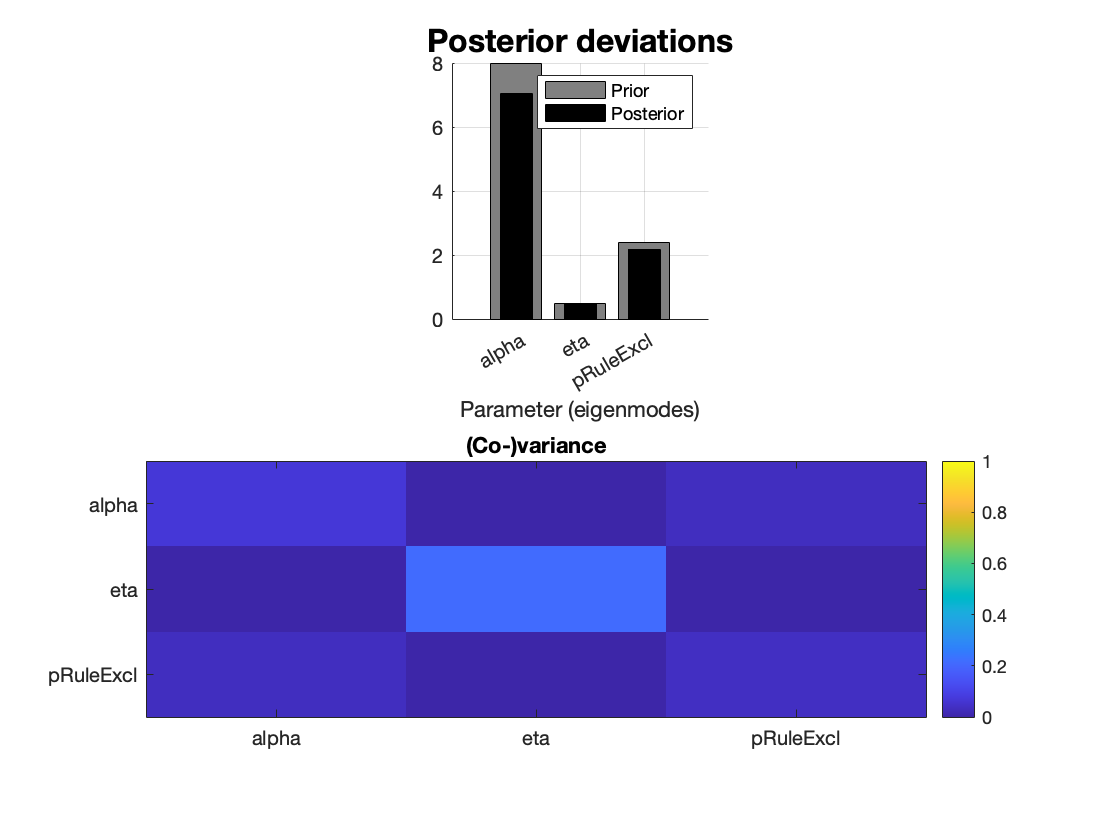 Posterior deviations
8
6
4
2
0
Prior
Posterior
alpha
eta
pRuleExcl
Parameter (eigenmodes)
(Co-)variance
alpha
eta
pRuleExcl
alpha
eta
pRuleExcl
1
0.8
0.6
0.4
0.2
0